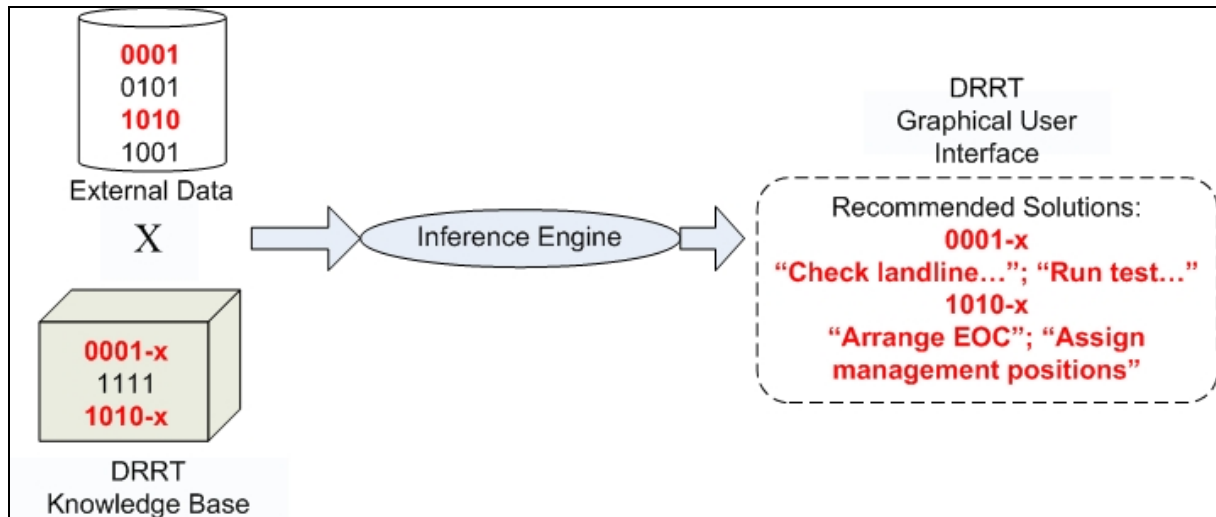 0001
0101
1010
1001
External Data
X
0001-x
1111
1010-x
DRRT
Knowledge Base
Inference Engine
DRRT
Graphical User
Interface
Recommended Solutions:
0001-x
“Check landline...”; “Run test...”
1010-x
“Arrange EOC”; “Assign
management positions”